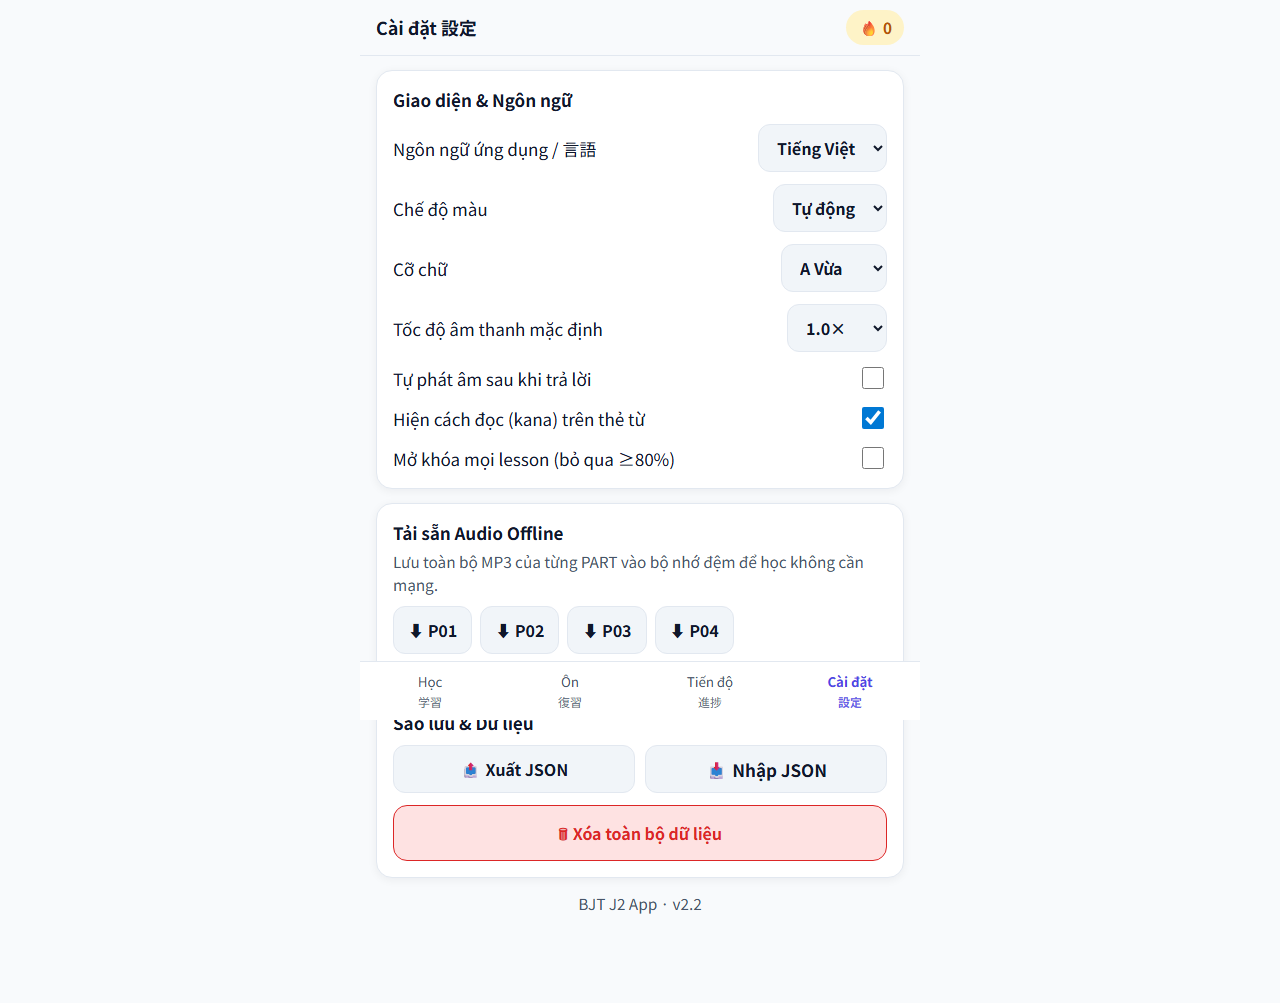 Cài đặt 設定
🔥 0
Giao diện & Ngôn ngữ
Ngôn ngữ ứng dụng / 言語
Tiếng Việt
Chế độ màu
Tự động
Cỡ chữ
A Vừa
Tốc độ âm thanh mặc định
1.0×
Tự phát âm sau khi trả lời
Hiện cách đọc (kana) trên thẻ từ
Mở khóa mọi lesson (bỏ qua ≥80%)
Tải sẵn Audio Offline
Lưu toàn bộ MP3 của từng PART vào bộ nhớ đệm để học không cần
mạng.
⬇ P01 ⬇ P02 ⬇ P03 ⬇ P04
Học Ôn Tiến độ Cài đặt
学習 復習 進捗 設定
Sao lưu & Dữ liệu
📤 Xuất JSON 📥 Nhập JSON
🗑 Xóa toàn bộ dữ liệu
BJT J2 App · v2.2